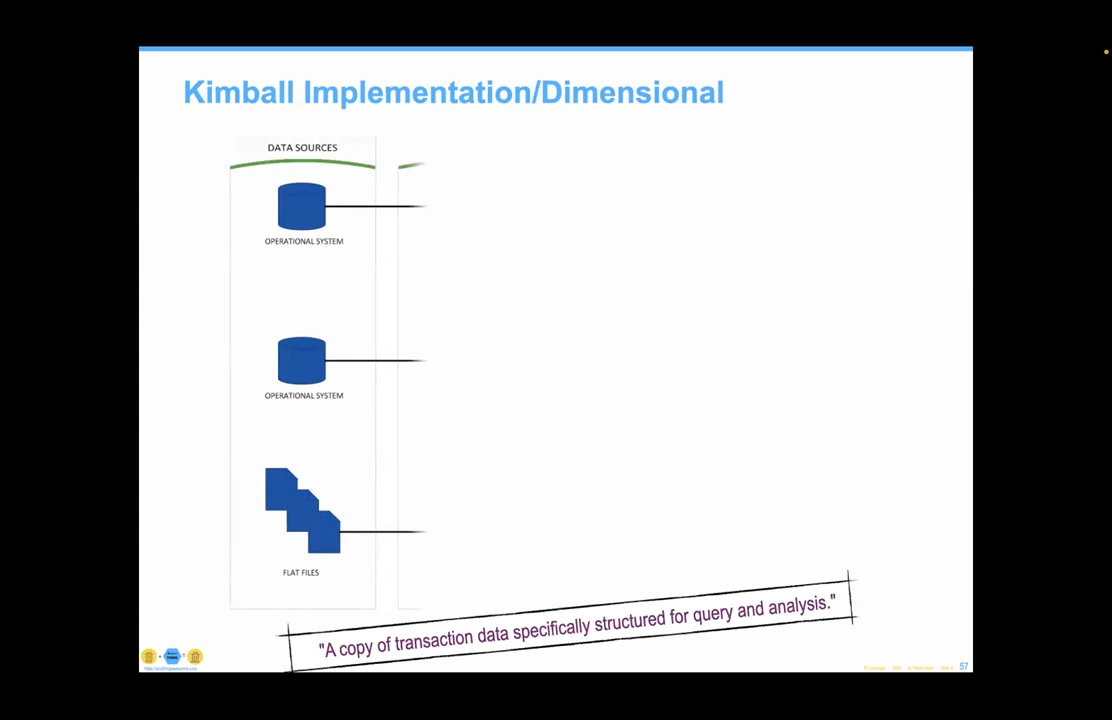 Kimball Implementation/Dimensional
DATA SOURCES
OPERATIONAL SYSTEM
OPERATIONAL SYSTEM
FLAT FILES
"A copy of transaction data specifically structured for query and analysis."
57